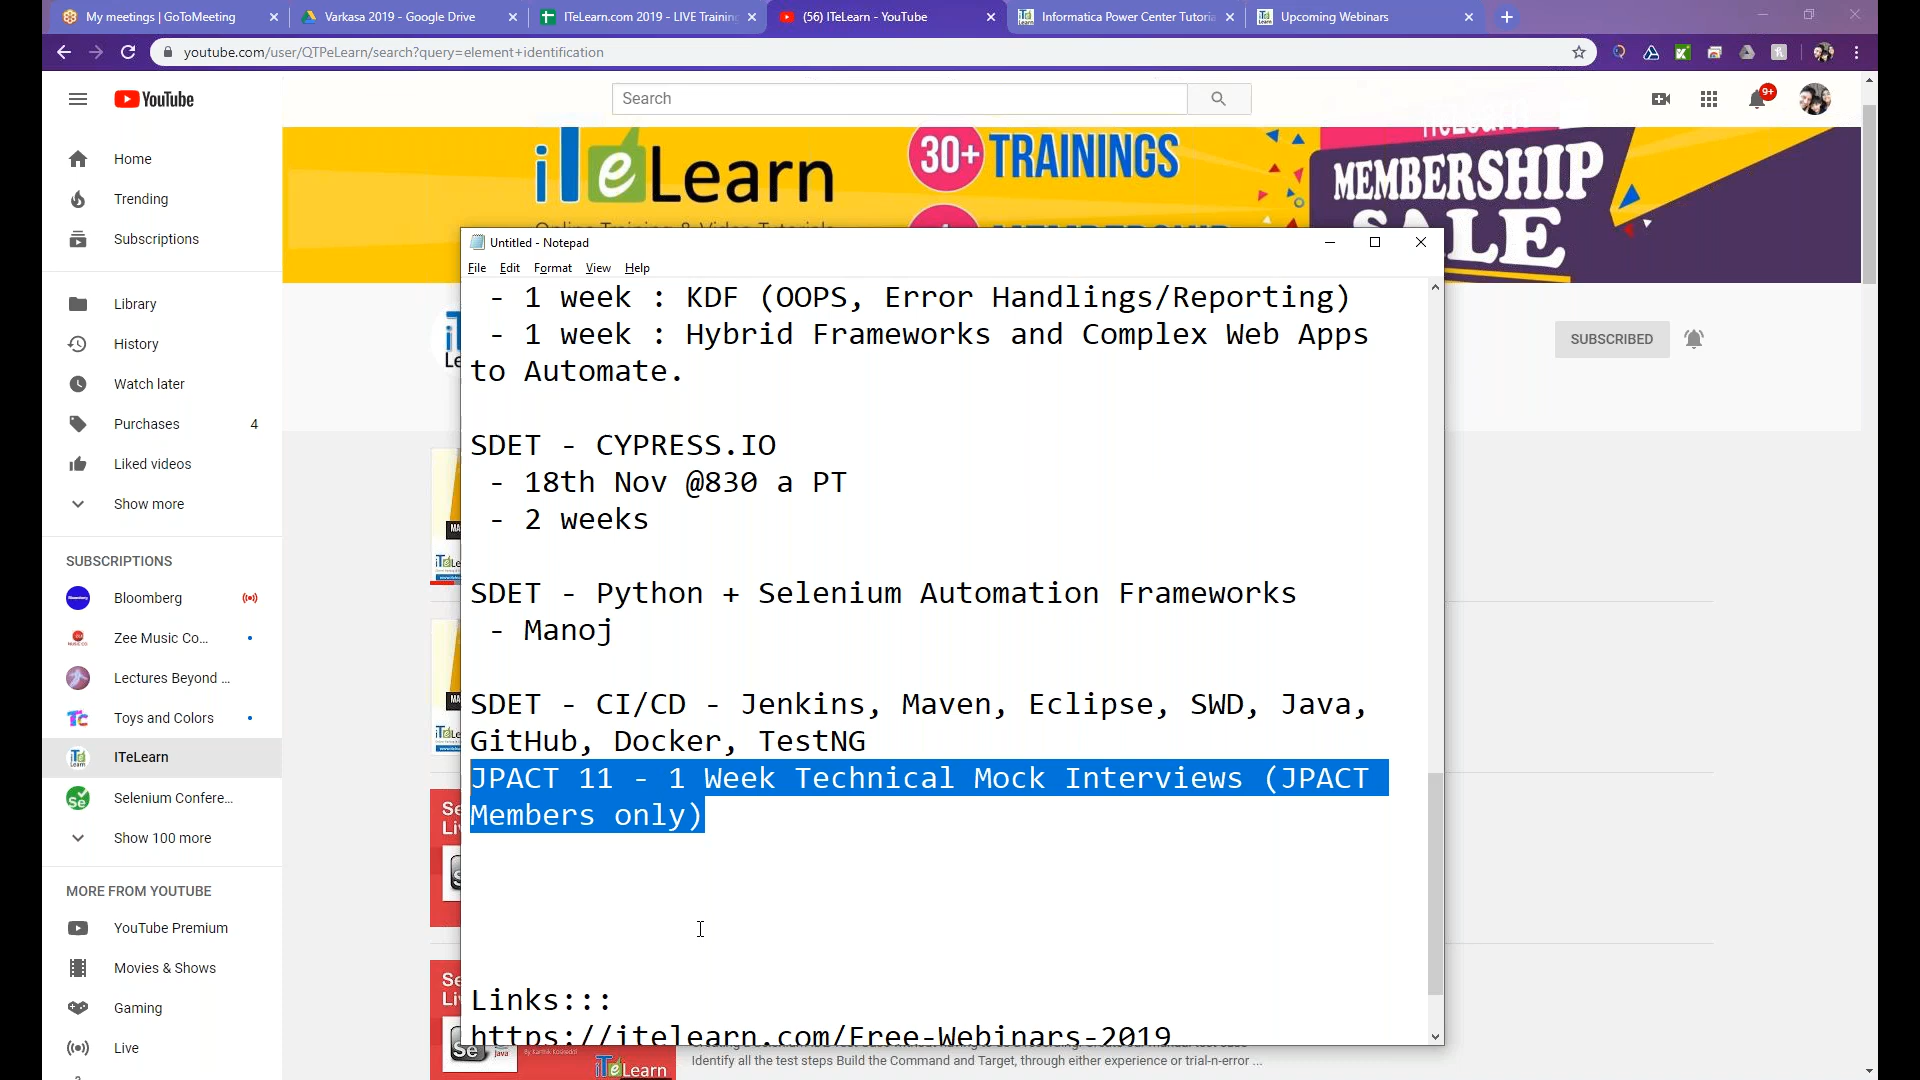 My meetings | GoToMeeting
Varkasa 2019 - Google Drive
ITeLearn.com 2019 - LIVE Training
(56) ITeLearn - YouTube
Informatica Power Center Tutoria
Upcoming Webinars
youtube.com/user/QTPeLearn/search?query=element+identification
YouTube
Search
9+
Home
Trending
Subscriptions
Library
History
Watch later
Purchases 4
Liked videos
Show more
SUBSCRIPTIONS
Bloomberg
Zee Music Co...
Lectures Beyond ...
Toys and Colors
ITeLearn
Selenium Confere...
Show 100 more
MORE FROM YOUTUBE
YouTube Premium
Movies & Shows
Gaming
Live
iTeLearn
30+ TRAININGS
MEMBERSHIP
SALE
SUBSCRIBED
Untitled - Notepad
File Edit Format View Help
- 1 week : KDF (OOPS, Error Handlings/Reporting)
- 1 week : Hybrid Frameworks and Complex Web Apps
to Automate.
SDET - CYPRESS.IO
- 18th Nov @830 a PT
- 2 weeks
SDET - Python + Selenium Automation Frameworks
- Manoj
SDET - CI/CD - Jenkins, Maven, Eclipse, SWD, Java,
GitHub, Docker, TestNG
JPACT 11 - 1 Week Technical Mock Interviews (JPACT
Members only)
Links:::
https://itelearn.com/Free-Webinars-2019
Identify all the test steps Build the Command and Target, through either experience or trial-n-error ...